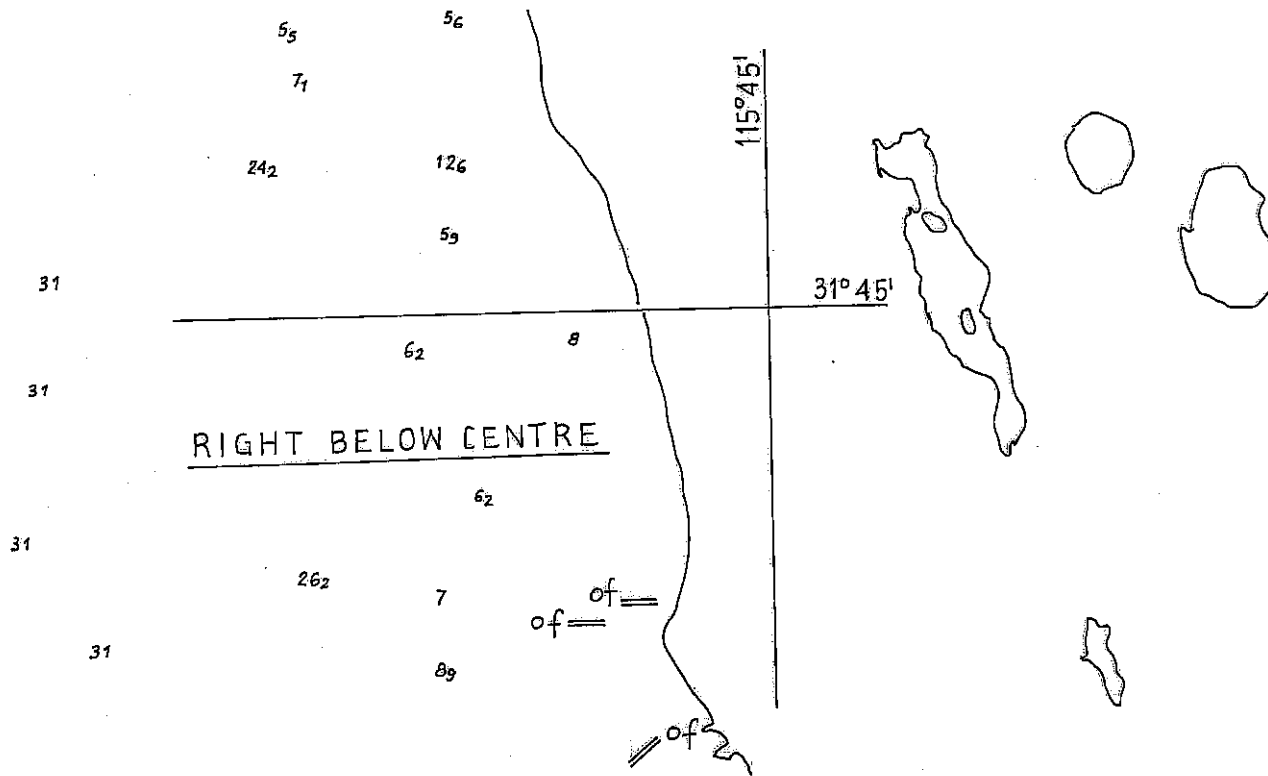 5₅ 5₆
7₁
115°45'
24₂ 12₆
5₉
31 31°45'
6₂ 8
31
RIGHT BELOW CENTRE
6₂
31
26₂ 7 of
of
31 8₉
of